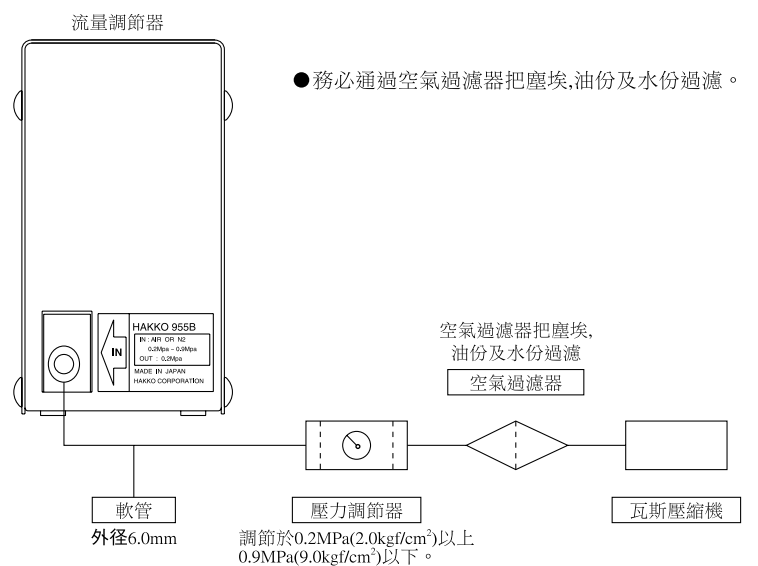 流量調節器
●務必通過空氣過濾器把塵埃,油份及水份過濾。
HAKKO 955B
IN : AIR OR N2
0.2Mpa ~ 0.9Mpa
OUT : 0.2Mpa
IN
MADE IN JAPAN
HAKKO CORPORATION
空氣過濾器把塵埃,
油份及水份過濾
空氣過濾器
軟管
外径6.0mm
壓力調節器
調節於0.2MPa(2.0kgf/cm²)以上
0.9MPa(9.0kgf/cm²)以下。
瓦斯壓縮機